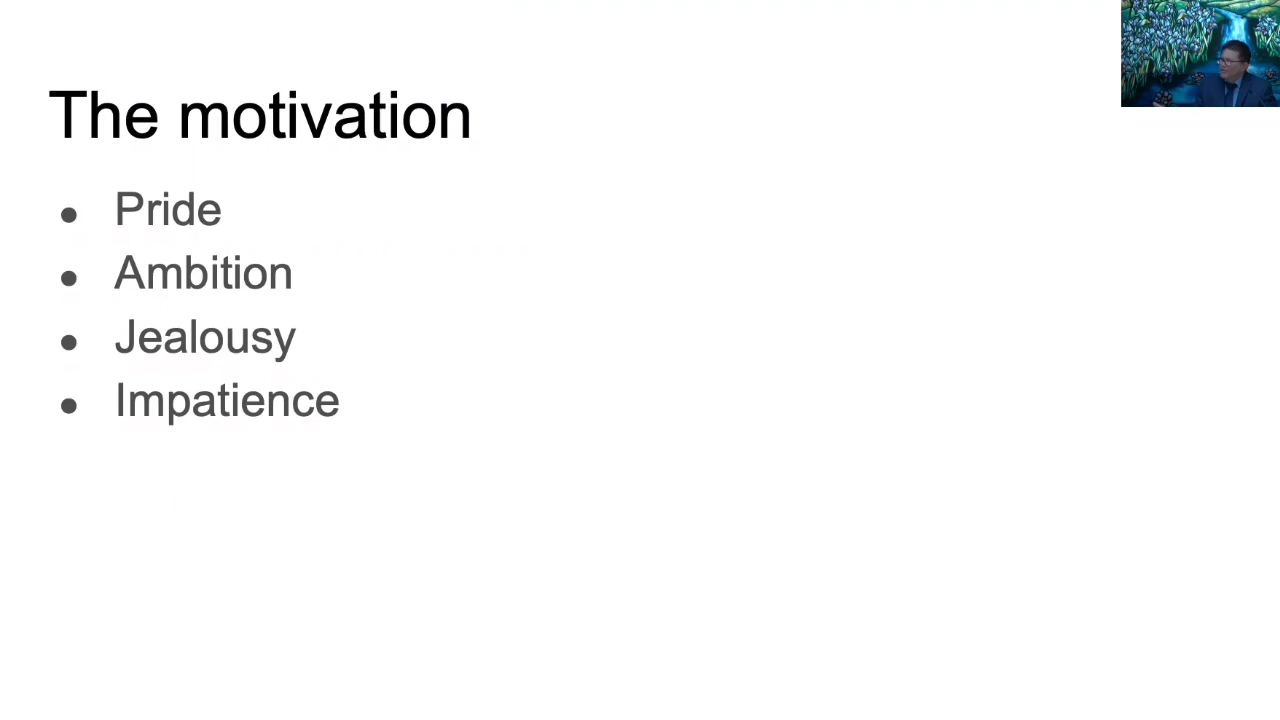 The motivation
● Pride
● Ambition
● Jealousy
● Impatience